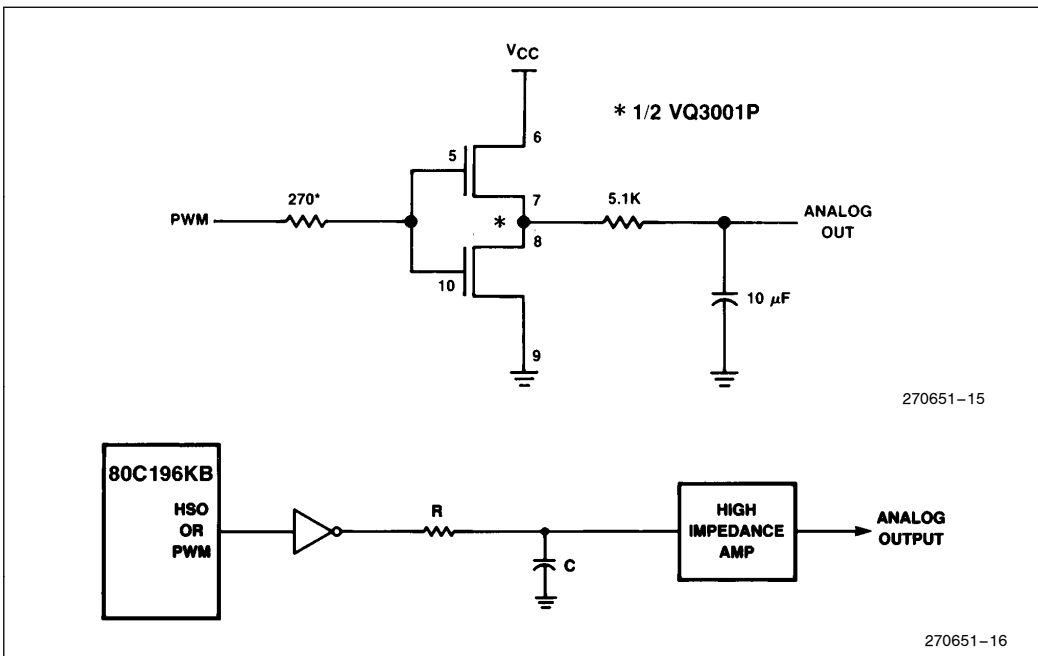 VCC
* 1/2 VQ3001P
6
5
270*
7
5.1K
PWM
*
ANALOG
OUT
8
10
10 μF
9
270651–15
80C196KB
HSO
OR
PWM
R
C
HIGH
IMPEDANCE
AMP
ANALOG
OUTPUT
270651–16